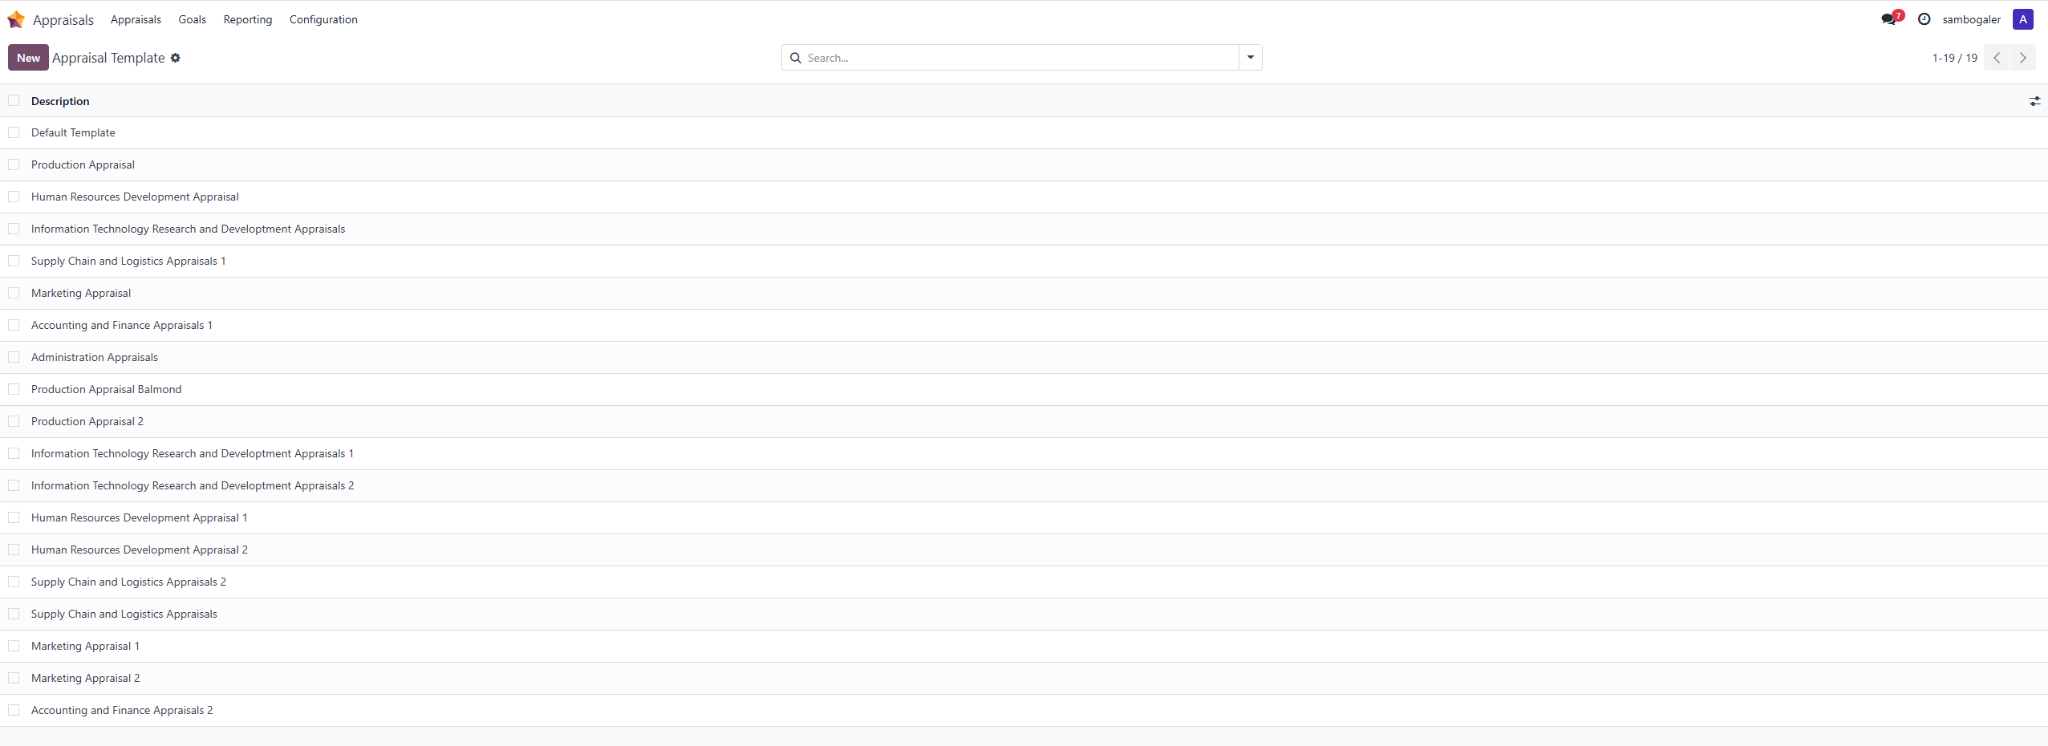 Appraisals Appraisals Goals Reporting Configuration 7 sambogaler A
New Appraisal Template Search... 1-19 / 19
Description
Default Template
Production Appraisal
Human Resources Development Appraisal
Information Technology Research and Developtment Appraisals
Supply Chain and Logistics Appraisals 1
Marketing Appraisal
Accounting and Finance Appraisals 1
Administration Appraisals
Production Appraisal Balmond
Production Appraisal 2
Information Technology Research and Developtment Appraisals 1
Information Technology Research and Developtment Appraisals 2
Human Resources Development Appraisal 1
Human Resources Development Appraisal 2
Supply Chain and Logistics Appraisals 2
Supply Chain and Logistics Appraisals
Marketing Appraisal 1
Marketing Appraisal 2
Accounting and Finance Appraisals 2